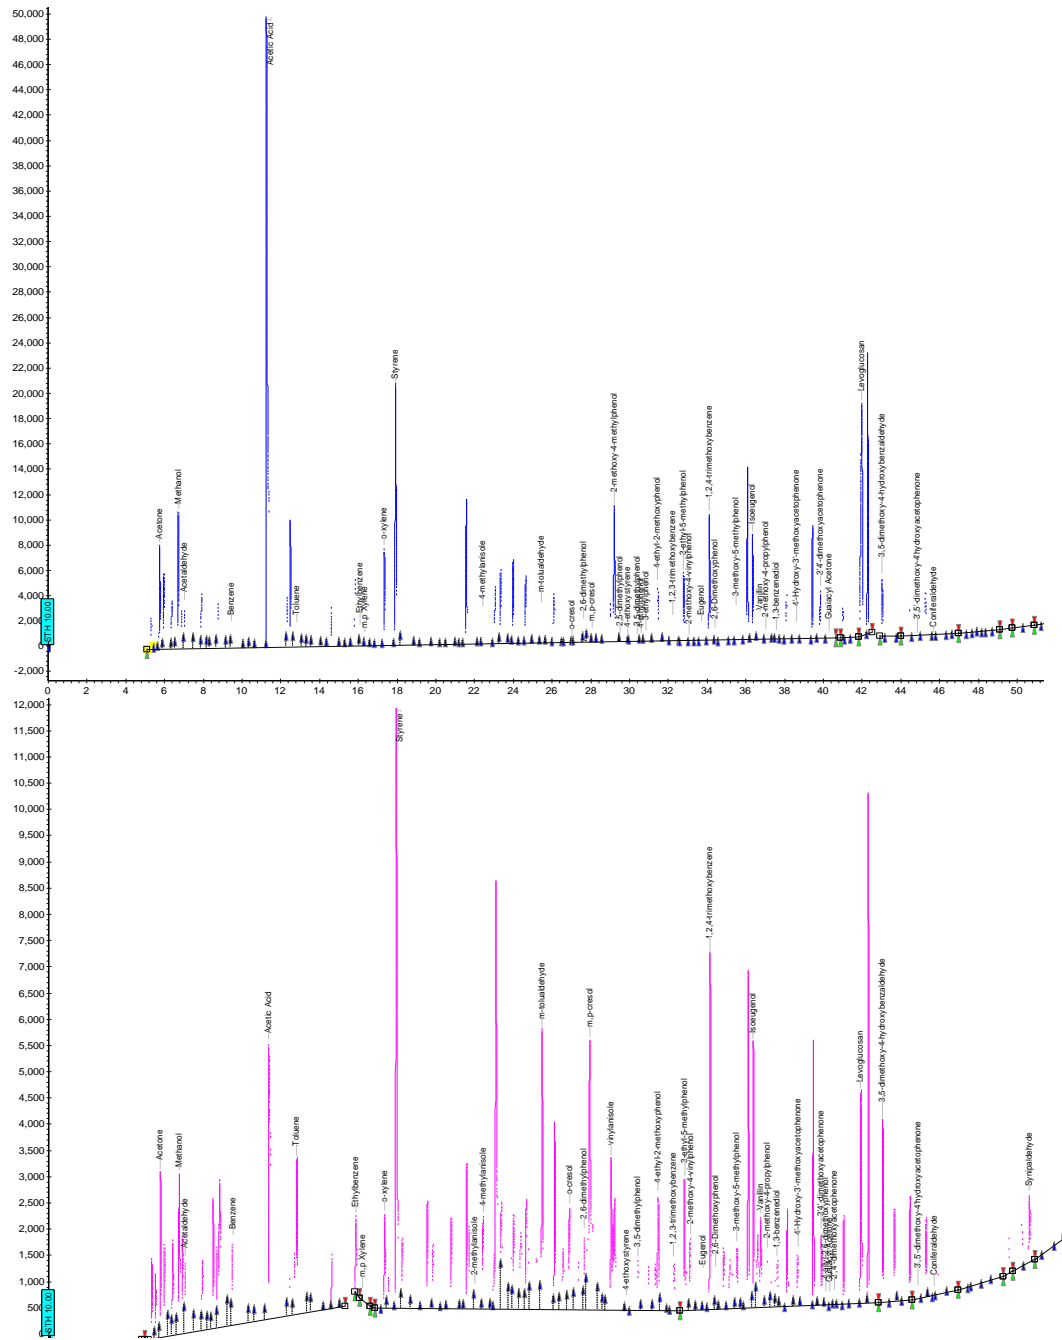 50,000
48,000
46,000
44,000
42,000
40,000
38,000
36,000
34,000
32,000
30,000
28,000
26,000
24,000
22,000
20,000
18,000
16,000
14,000
12,000
10,000
8,000
6,000
4,000
2,000
0
-2,000
STH 10.00
Acetone
Methanol
Acetaldehyde
Benzene
Acetic Acid
Toluene
Ethylbenzene
m,p Xylene
o-xylene
Styrene
4-methylanisole
m-tolualdehyde
o-cresol
2,6-dimethylphenol
m,p-cresol
2-methoxy-4-methylphenol
2,5-dimethylphenol
4-ethoxystyrene
3,5-dimethylphenol
3-ethylphenol
4-ethyl-2-methoxyphenol
1,2,3-trimethoxybenzene
3-ethyl-5-methylphenol
2-methoxy-4-vinylphenol
Eugenol
1,2,4-trimethoxybenzene
2,6-Dimethoxyphenol
3-methoxy-5-methylphenol
Isoeugenol
Vanillin
2-methoxy-4-propylphenol
1,3-benzenediol
4'-Hydroxy-3'-methoxyacetophenone
3'4'-dimethoxyacetophenone
Guaiacyl Acetone
Levoglucosan
3,5-dimethoxy-4-hydroxybenzaldehyde
3',5'-dimethoxy-4'hydroxyacetophenone
Coniferaldehyde
0 2 4 6 8 10 12 14 16 18 20 22 24 26 28 30 32 34 36 38 40 42 44 46 48 50
12,000
11,500
11,000
10,500
10,000
9,500
9,000
8,500
8,000
7,500
7,000
6,500
6,000
5,500
5,000
4,500
4,000
3,500
3,000
2,500
2,000
1,500
1,000
500
0
STH 10.00
Acetone
Methanol
Acetaldehyde
Benzene
Acetic Acid
Toluene
Ethylbenzene
m,p Xylene
o-xylene
Styrene
2-methylanisole
4-methylanisole
m-tolualdehyde
o-cresol
2,6-dimethylphenol
m,p-cresol
vinylanisole
4-ethoxystyrene
3,5-dimethylphenol
4-ethyl-2-methoxyphenol
1,2,3-trimethoxybenzene
3-ethyl-5-methylphenol
2-methoxy-4-vinylphenol
Eugenol
1,2,4-trimethoxybenzene
2,6-Dimethoxyphenol
3-methoxy-5-methylphenol
Isoeugenol
Vanillin
2-methoxy-4-propylphenol
1,3-benzenediol
4'-Hydroxy-3'-methoxyacetophenone
3'4'-dimethoxyacetophenone
Levoglucosan
3,5-dimethoxy-4-hydroxybenzaldehyde
3',5'-dimethoxy-4'hydroxyacetophenone
Coniferaldehyde
Synipaldehyde